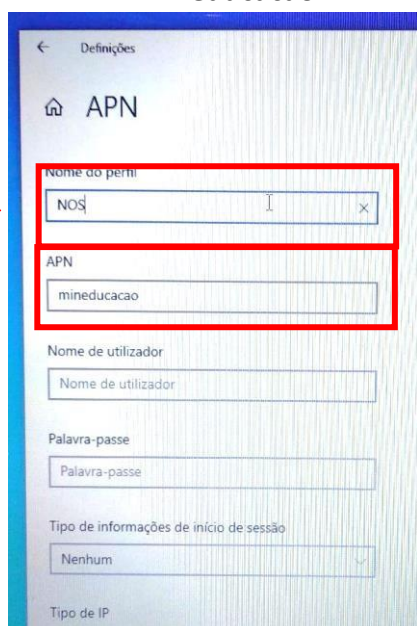 ← Definições
APN
Nome do perfil
NOS
APN
mineducacao
Nome de utilizador
Nome de utilizador
Palavra-passe
Palavra-passe
Tipo de informações de início de sessão
Nenhum
Tipo de IP